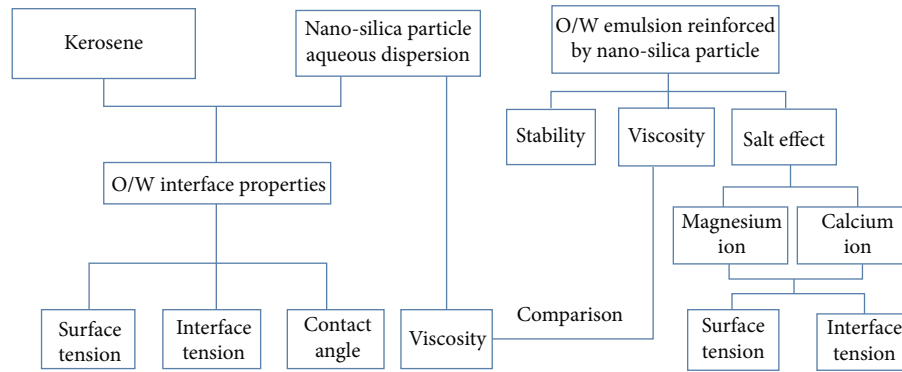 Kerosene
Nano-silica particle
aqueous dispersion
O/W emulsion reinforced
by nano-silica particle
Stability
Viscosity
Salt effect
O/W interface properties
Magnesium
ion
Calcium
ion
Surface
tension
Interface
tension
Contact
angle
Viscosity
Comparison
Surface
tension
Interface
tension